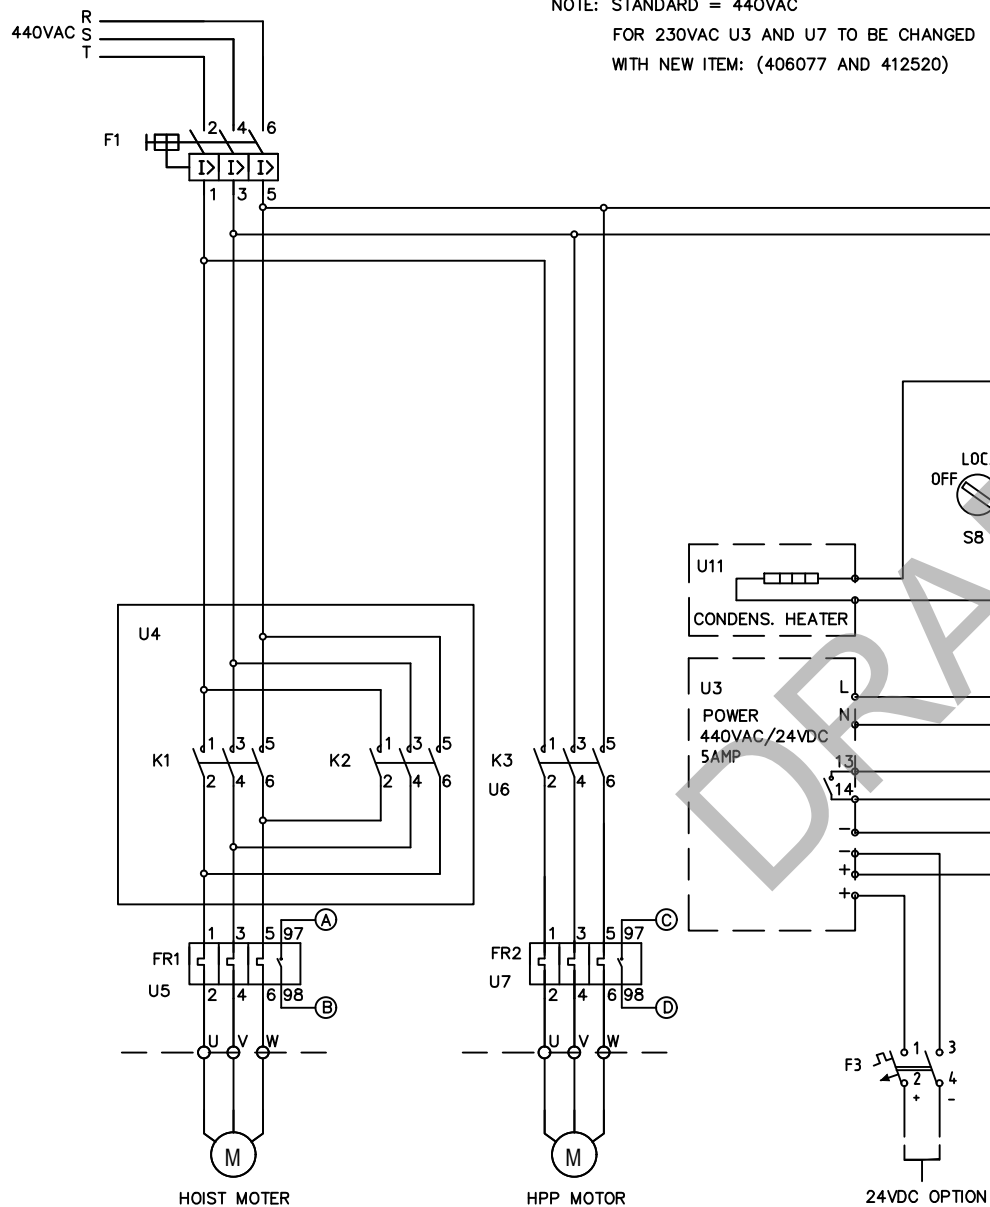 NOTE: STANDARD = 440VAC
FOR 230VAC U3 AND U7 TO BE CHANGED
WITH NEW ITEM: (406077 AND 412520)
R
440VAC S
T
F1
2 4 6
I> I> I>
1 3 5
LOC
OFF
S8
U11
CONDENS. HEATER
U4
U3
L
POWER
N
440VAC/24VDC
5AMP
13
14
-
-
+
+
K1
1 3 5
2 4 6
K2
1 3 5
2 4 6
K3
U6
1 3 5
2 4 6
A
1 3 5 97
FR1
U5
2 4 6 98
B
C
1 3 5 97
FR2
U7
2 4 6 98
D
U V W
U V W
F3
1 3
2 4
+ -
M
M
HOIST MOTER
HPP MOTOR
24VDC OPTION
DRA